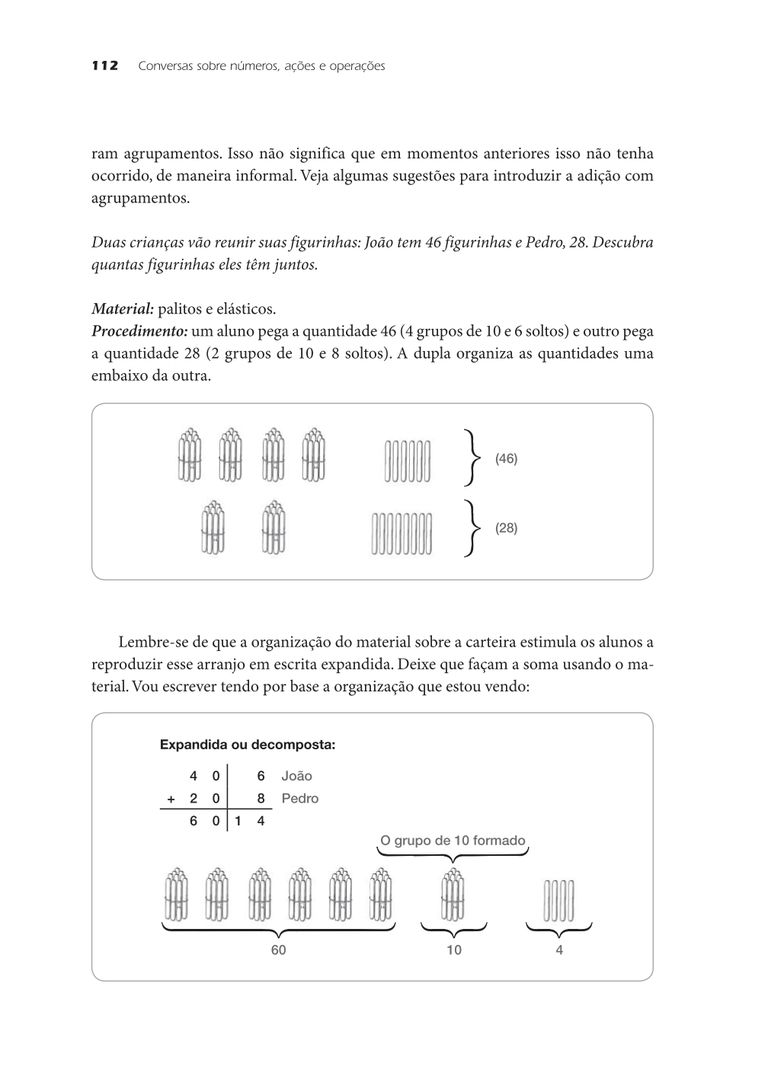 112 Conversas sobre números, ações e operações
ram agrupamentos. Isso não significa que em momentos anteriores isso não tenha
ocorrido, de maneira informal. Veja algumas sugestões para introduzir a adição com
agrupamentos.
Duas crianças vão reunir suas figurinhas: João tem 46 figurinhas e Pedro, 28. Descubra
quantas figurinhas eles têm juntos.
Material: palitos e elásticos.
Procedimento: um aluno pega a quantidade 46 (4 grupos de 10 e 6 soltos) e outro pega
a quantidade 28 (2 grupos de 10 e 8 soltos). A dupla organiza as quantidades uma
embaixo da outra.
(46)
(28)
Lembre-se de que a organização do material sobre a carteira estimula os alunos a
reproduzir esse arranjo em escrita expandida. Deixe que façam a soma usando o ma-
terial. Vou escrever tendo por base a organização que estou vendo:
Expandida ou decomposta:
4 0 6 João
+ 2 0 8 Pedro
6 0 1 4
O grupo de 10 formado
60 10 4